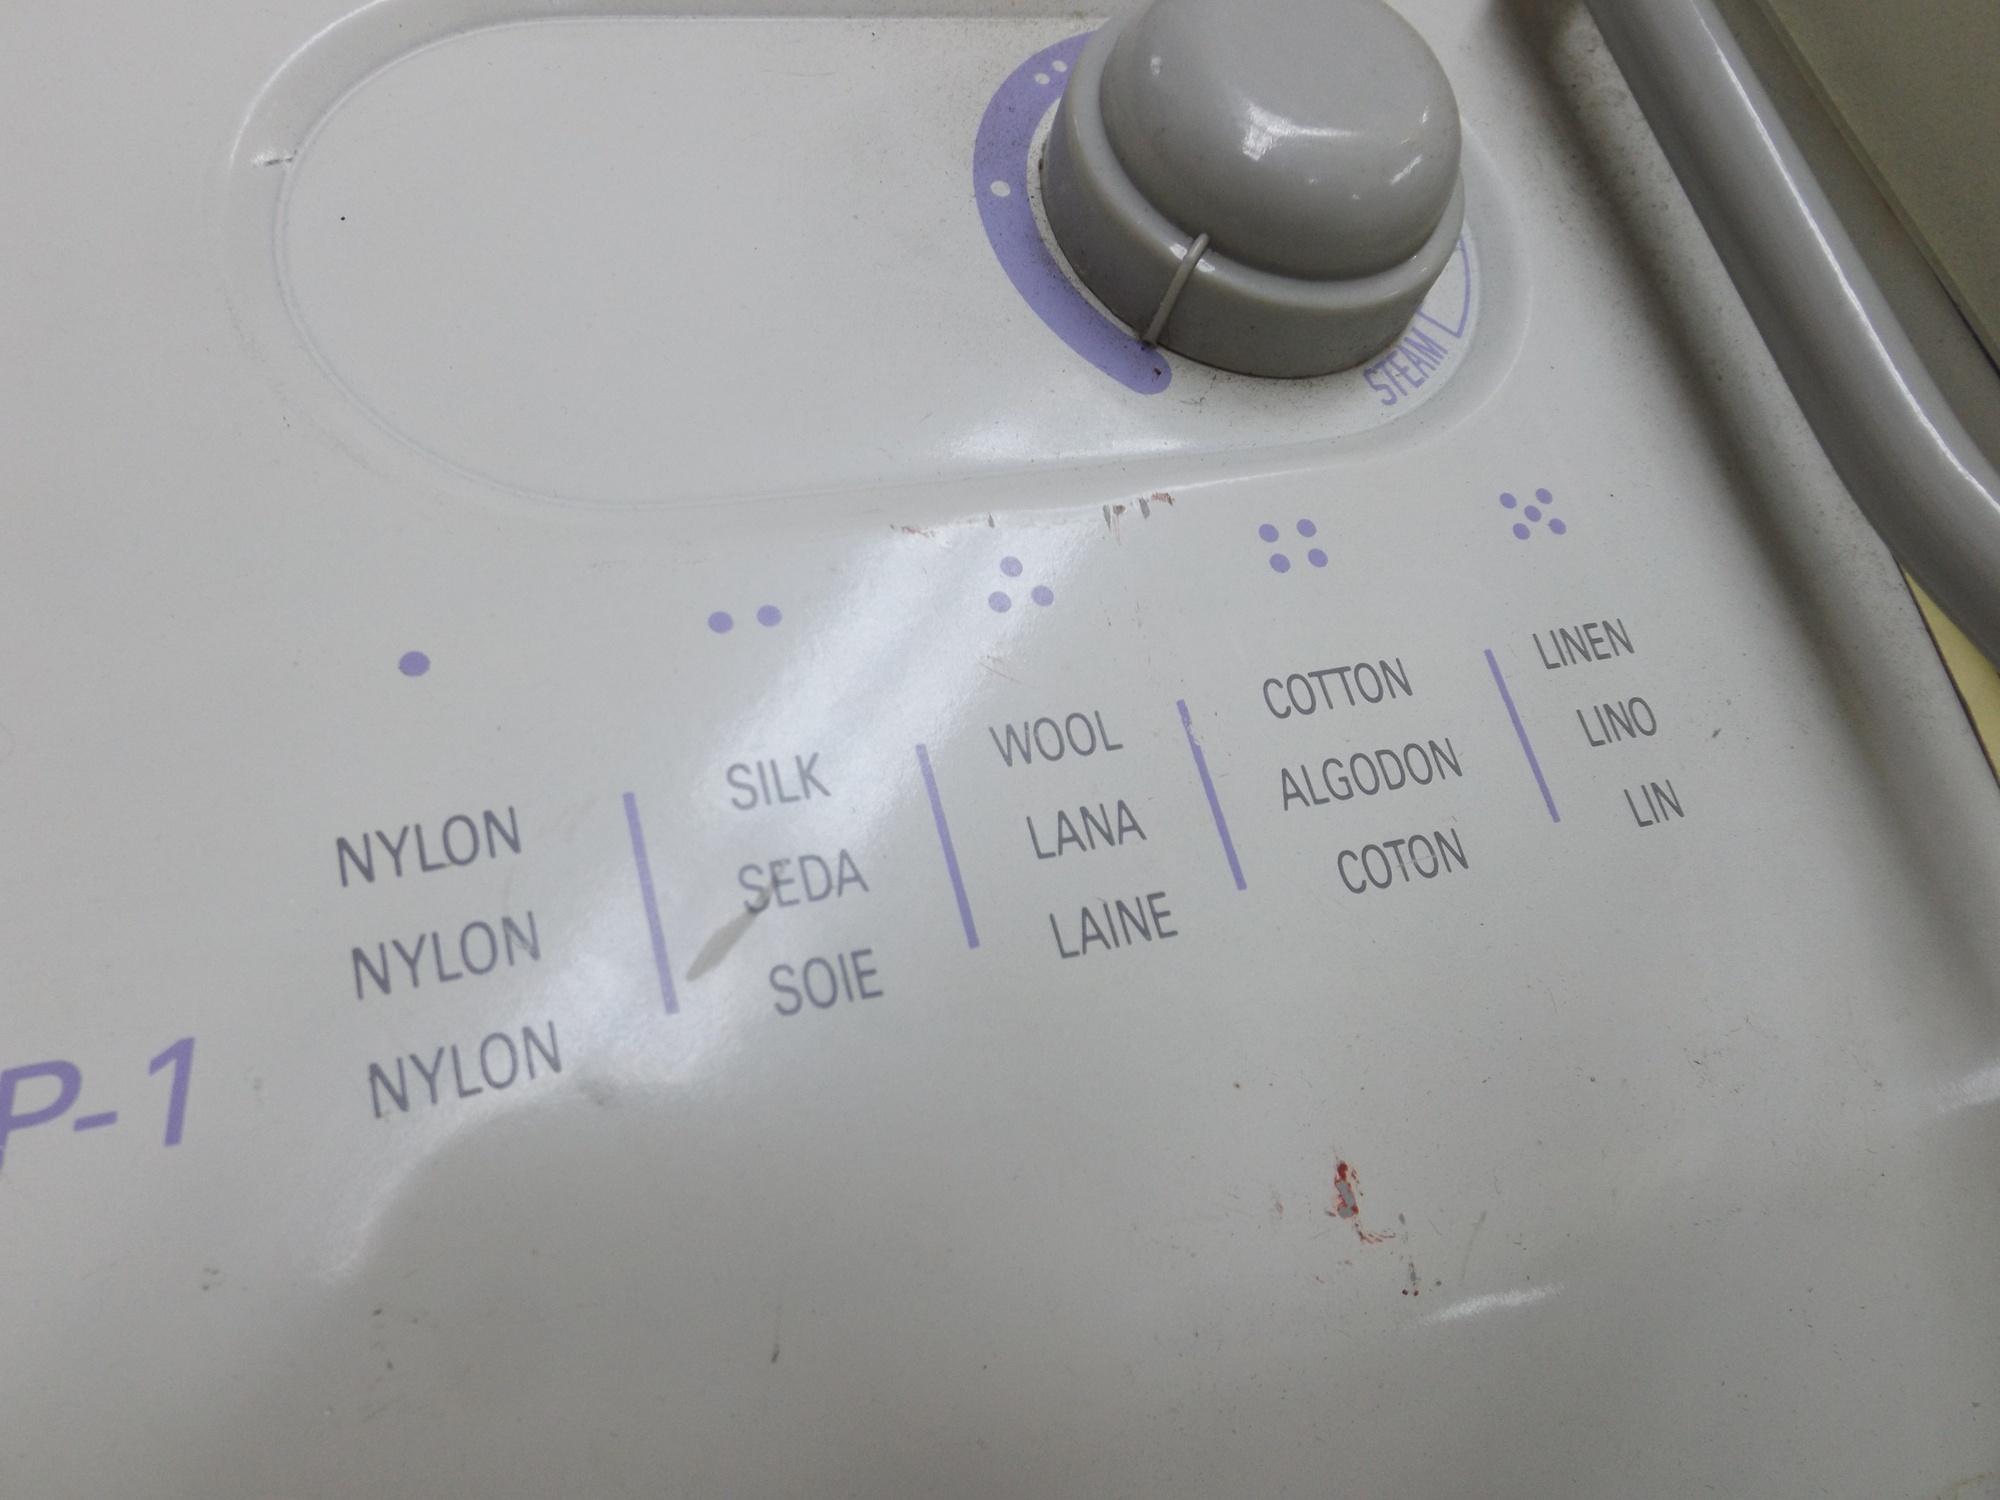 STEAM
NYLON
NYLON
NYLON
SILK
SEDA
SOIE
WOOL
LANA
LAINE
COTTON
ALGODON
COTON
LINEN
LINO
LIN
P-1